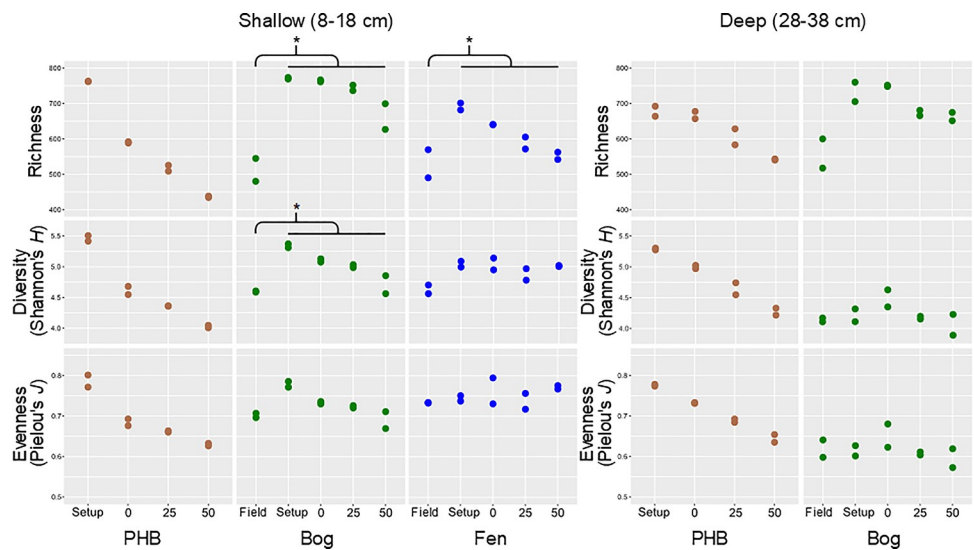 Shallow (8-18 cm)
Deep (28-38 cm)
*
*
Richness
800
700
600
500
400
*
Diversity
(Shannon's H)
5.5
5.0
4.5
4.0
Evenness
(Pielou's J)
0.8
0.7
0.6
0.5
Setup 0 25 50
Field Setup 0 25 50
Field Setup 0 25 50
Setup 0 25 50
Field Setup 0 25 50
PHB
Bog
Fen
PHB
Bog